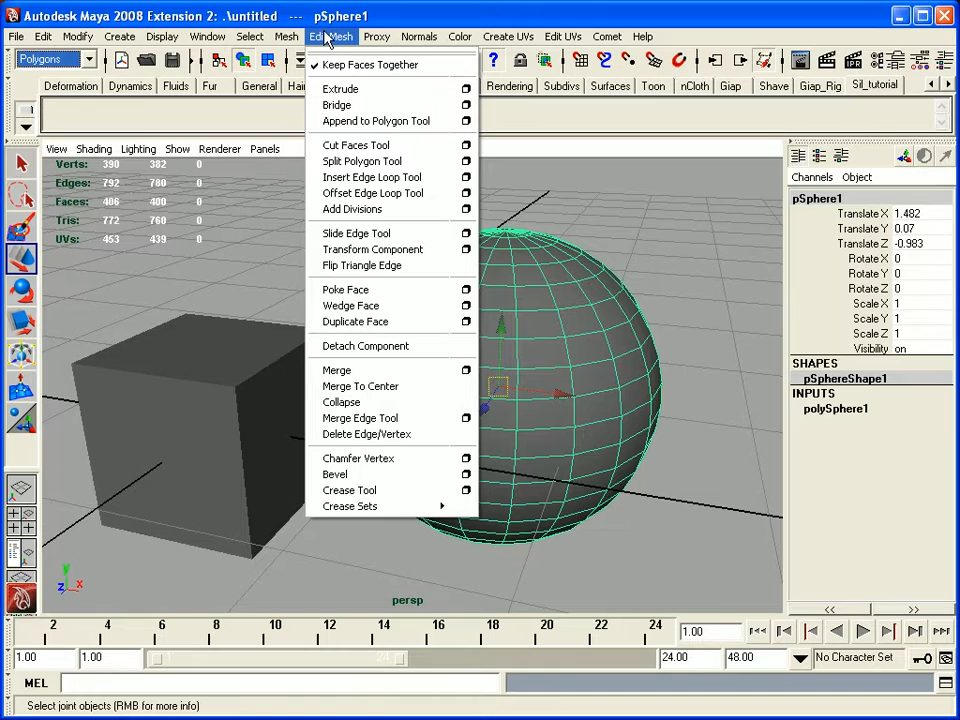 Autodesk Maya 2008 Extension 2: .\untitled --- pSphere1
File Edit Modify Create Display Window Select Mesh Edit Mesh Proxy Normals Color Create UVs Edit UVs Comet Help
Polygons
Deformation Dynamics Fluids Fur General Rendering Subdivs Surfaces Toon nCloth Giap Shave Giap_Rig Sil_tutorial
View Shading Lighting Show Renderer Panels
Verts: 390 382 0
Edges: 792 780 0
Faces: 406 400 0
Tris: 772 760 0
UVs: 453 439 0
Keep Faces Together
Extrude
Bridge
Append to Polygon Tool
Cut Faces Tool
Split Polygon Tool
Insert Edge Loop Tool
Offset Edge Loop Tool
Add Divisions
Slide Edge Tool
Transform Component
Flip Triangle Edge
Poke Face
Wedge Face
Duplicate Face
Detach Component
Merge
Merge To Center
Collapse
Merge Edge Tool
Delete Edge/Vertex
Chamfer Vertex
Bevel
Crease Tool
Crease Sets
Channels Object
pSphere1
Translate X 1.482
Translate Y 0.07
Translate Z -0.983
Rotate X 0
Rotate Y 0
Rotate Z 0
Scale X 1
Scale Y 1
Scale Z 1
Visibility on
SHAPES
pSphereShape1
INPUTS
polySphere1
y
z x
persp
<< >>
2 4 6 8 10 12 14 16 18 20 22 24
1.00
1.00 1.00 24 24.00 48.00 No Character Set
MEL
Select joint objects (RMB for more info)